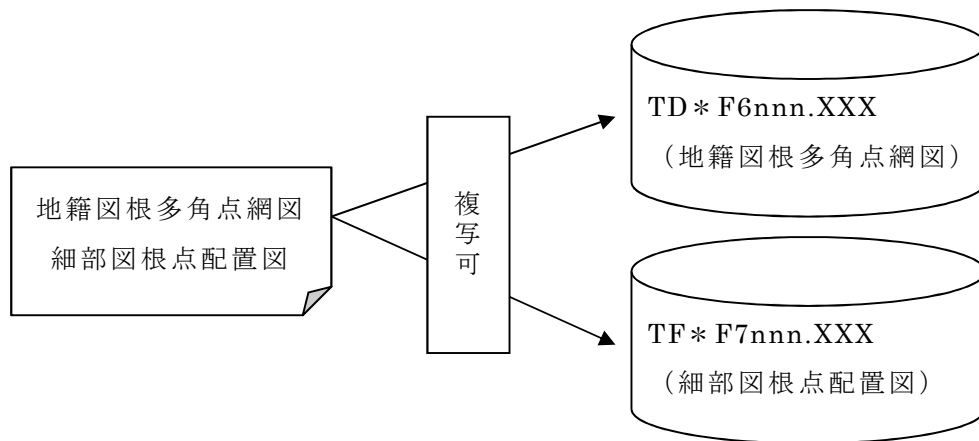 地籍図根多角点網図
細部図根点配置図
複写可
TD＊F6nnn.XXX
（地籍図根多角点網図）
TF＊F7nnn.XXX
（細部図根点配置図）